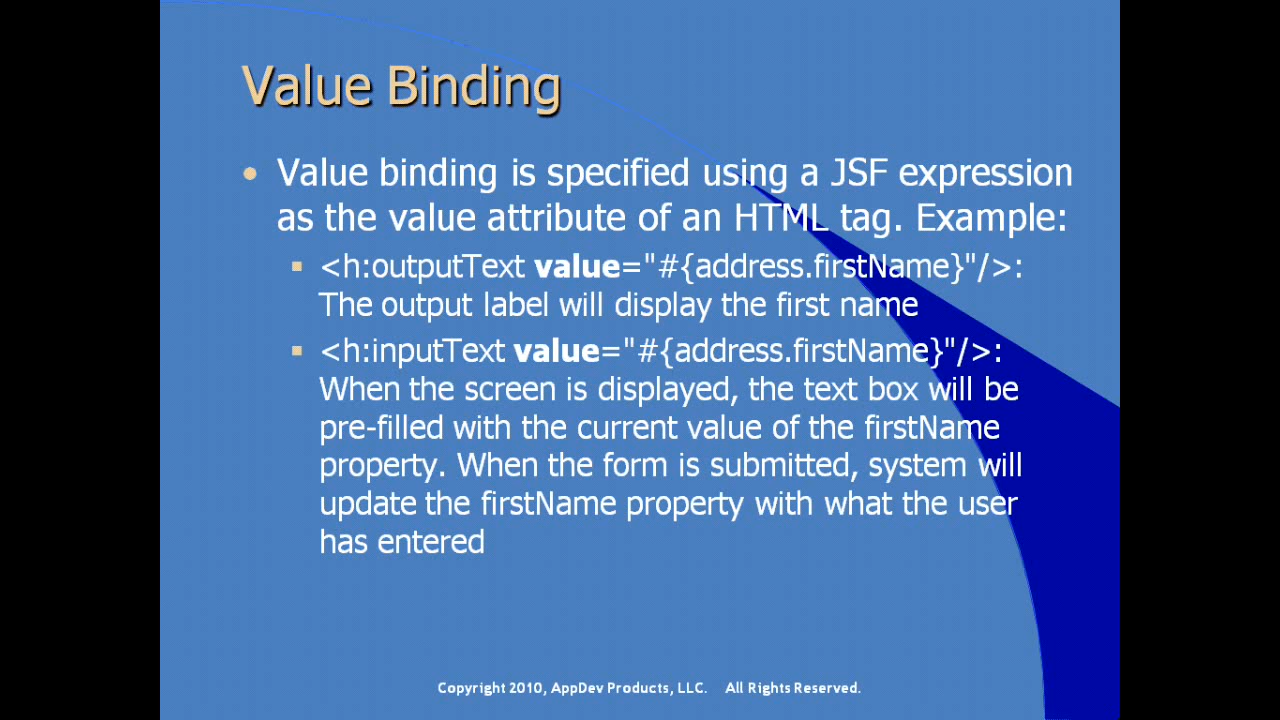 Value Binding
• Value binding is specified using a JSF expression
as the value attribute of an HTML tag. Example:
▪ <h:outputText value="#{address.firstName}"/>:
The output label will display the first name
▪ <h:inputText value="#{address.firstName}"/>:
When the screen is displayed, the text box will be
pre-filled with the current value of the firstName
property. When the form is submitted, system will
update the firstName property with what the user
has entered
Copyright 2010, AppDev Products, LLC. All Rights Reserved.